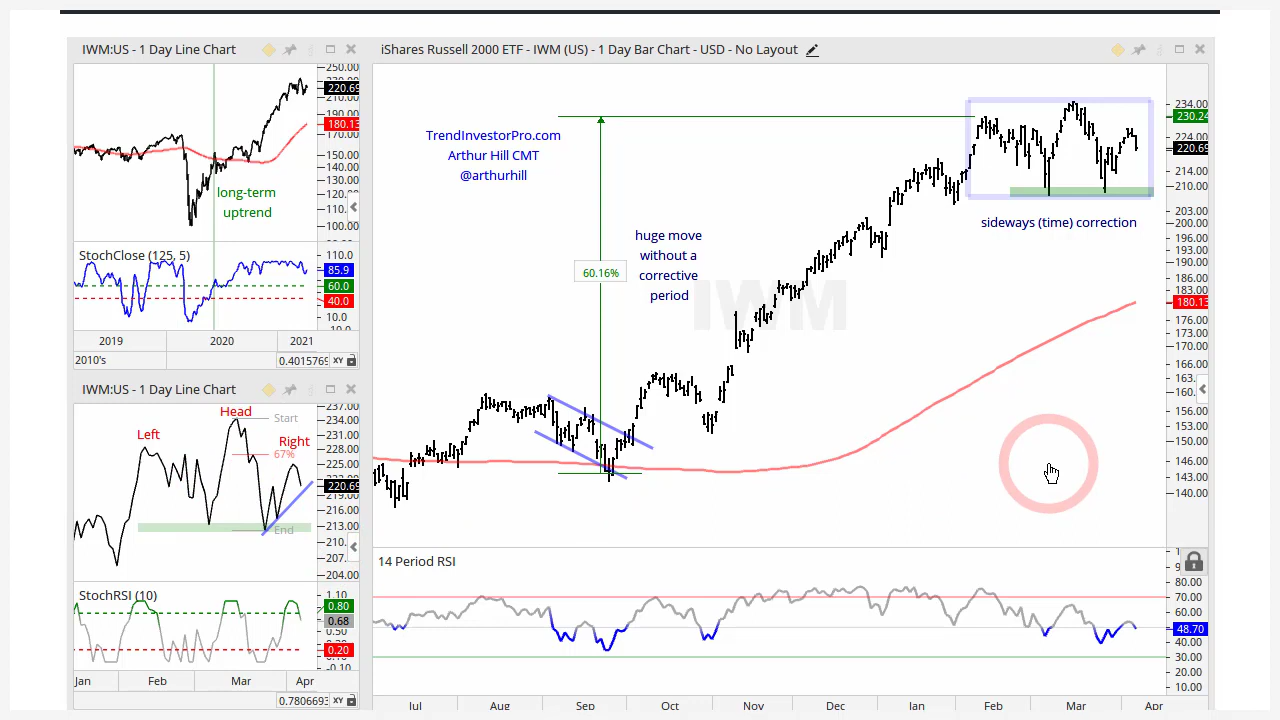 IWM:US - 1 Day Line Chart
250.00
220.69
190.00
180.13
170.00
150.00
140.00
130.00
120.00
110.
100.00
long-term
uptrend
StochClose (125, 5)
110.0
85.9
60.0
40.0
2019
2020
2021
2010's
0.4015769
XY
IWM:US - 1 Day Line Chart
237.00
234.00
231.00
228.00
225.00
220.69
219.00
216.00
213.00
210.
207.
204.00
Left
Head
Right
Start
67%
End
StochRSI (10)
1.10
0.80
0.68
0.50
0.20
-0.10
Jan
Feb
Mar
Apr
0.7806693
XY
iShares Russell 2000 ETF - IWM (US) - 1 Day Bar Chart - USD - No Layout
TrendInvestorPro.com
Arthur Hill CMT
@arthurhill
60.16%
huge move
without a
corrective
period
IWM
sideways (time) correction
234.00
230.24
224.00
220.69
214.00
210.00
203.00
200.00
196.00
193.00
190.00
186.00
183.00
180.13
176.00
173.00
170.00
166.00
163.
160.00
156.00
153.00
150.00
146.00
143.00
140.00
14 Period RSI
80.00
70.00
60.00
48.70
40.00
30.00
20.00
10.00
Jul
Aug
Sep
Oct
Nov
Dec
Jan
Feb
Mar
Apr